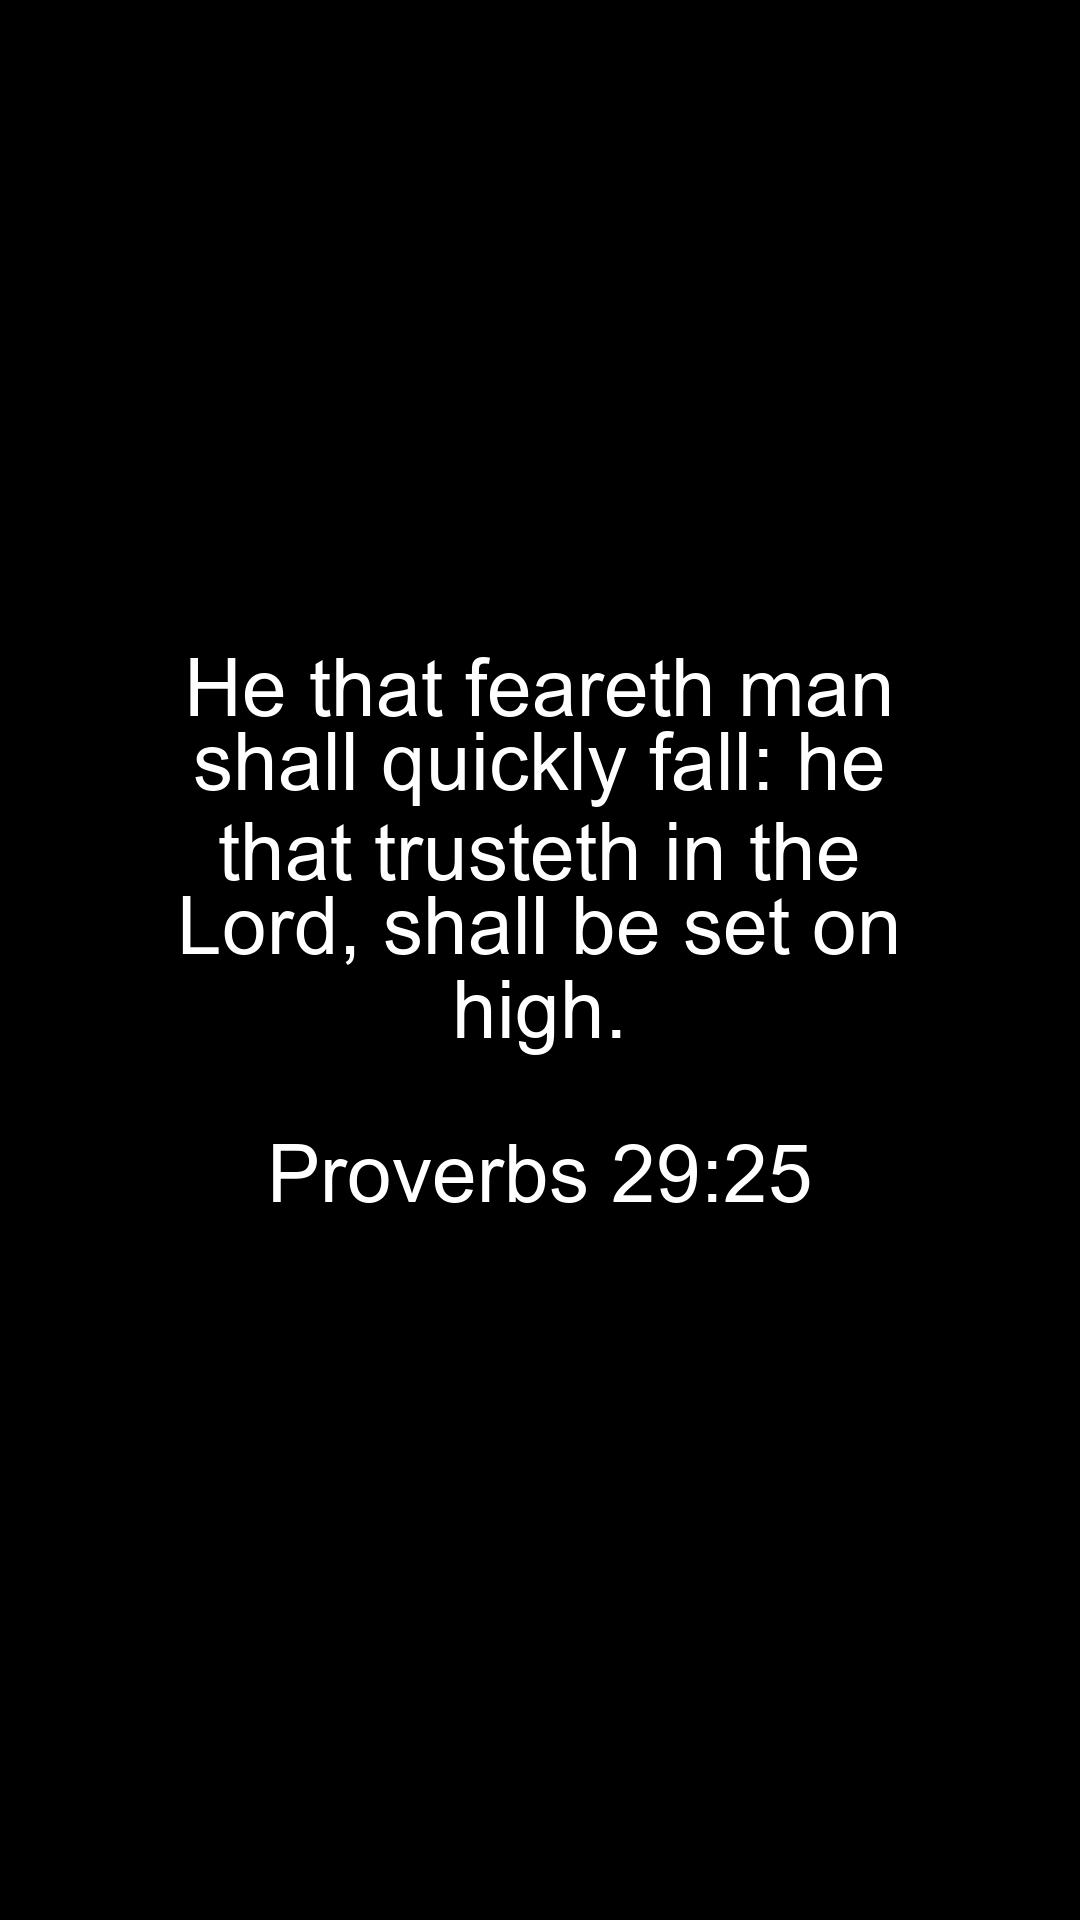 He that feareth man
shall quickly fall: he
that trusteth in the
Lord, shall be set on
high.
Proverbs 29:25